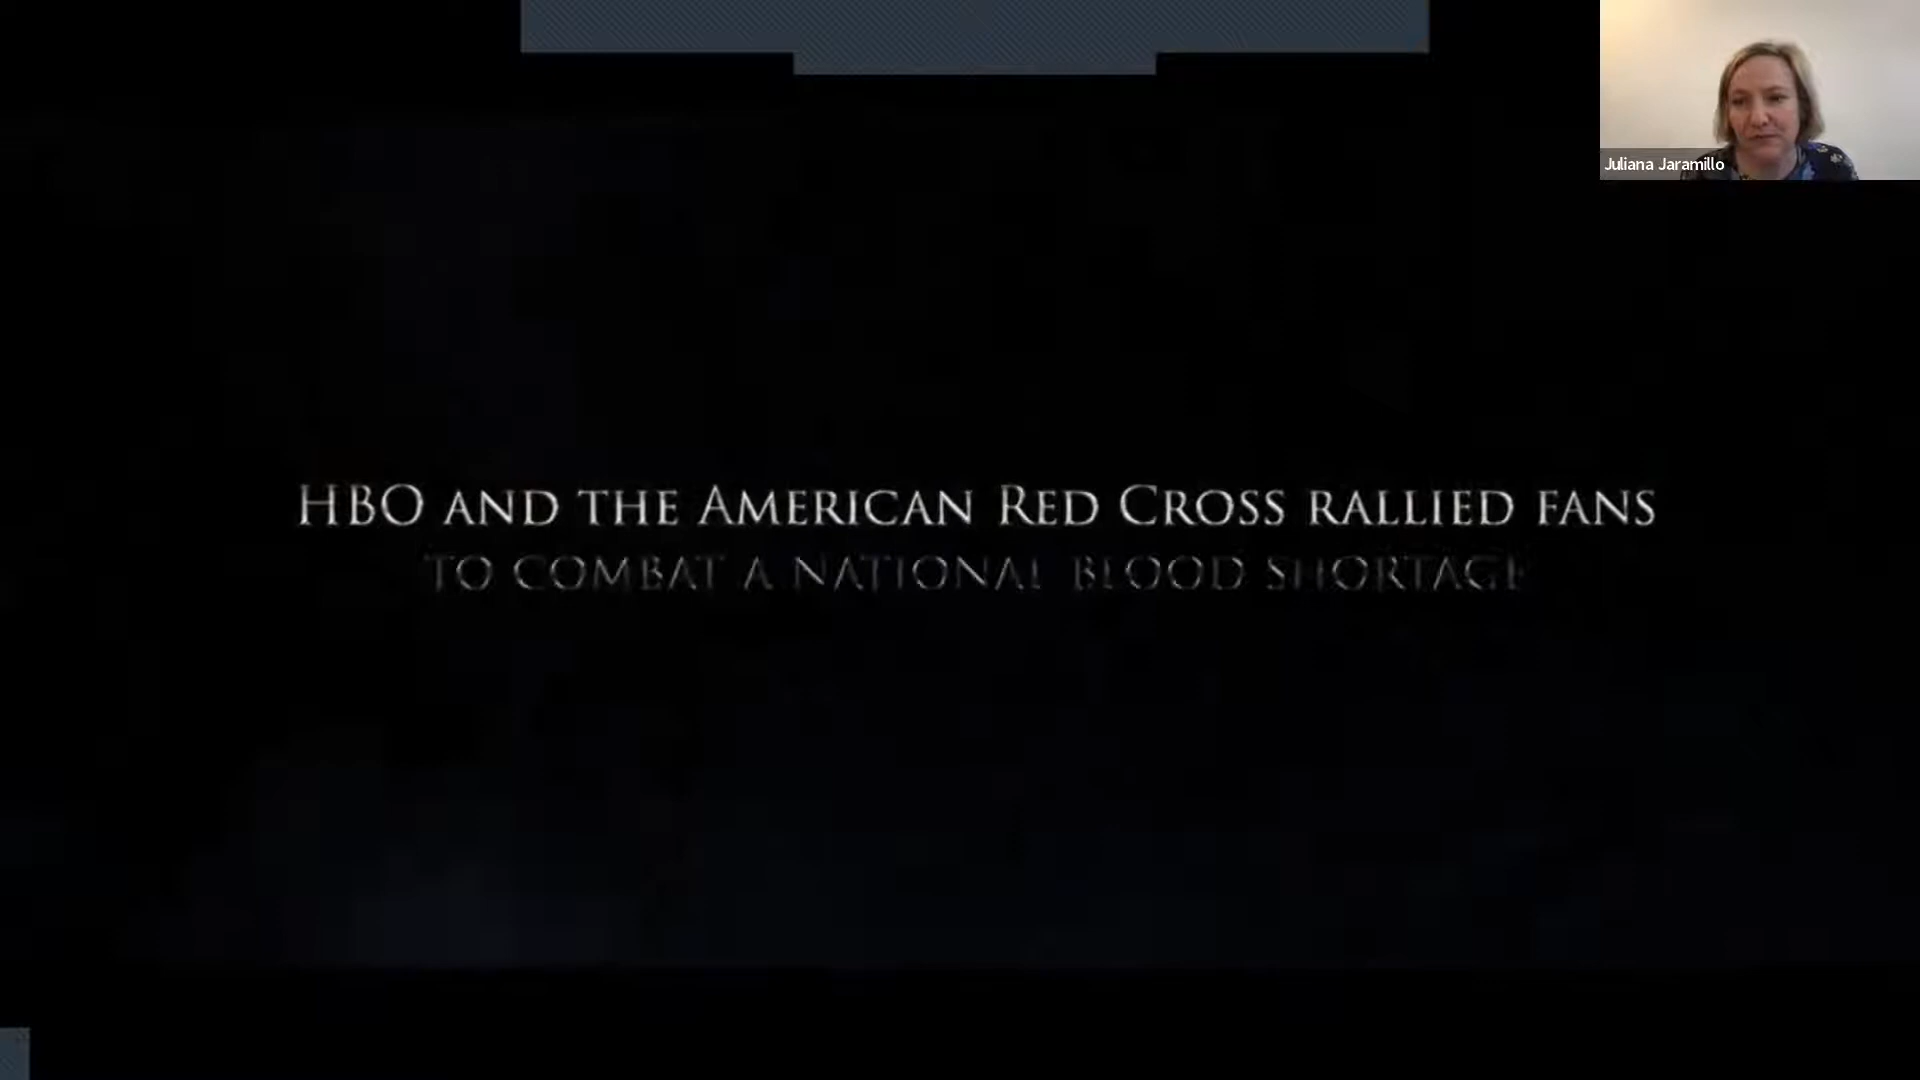 Juliana Jaramillo
HBO AND THE AMERICAN RED CROSS RALLIED FANS
TO COMBAT A NATIONAL BLOOD SHORTAGE